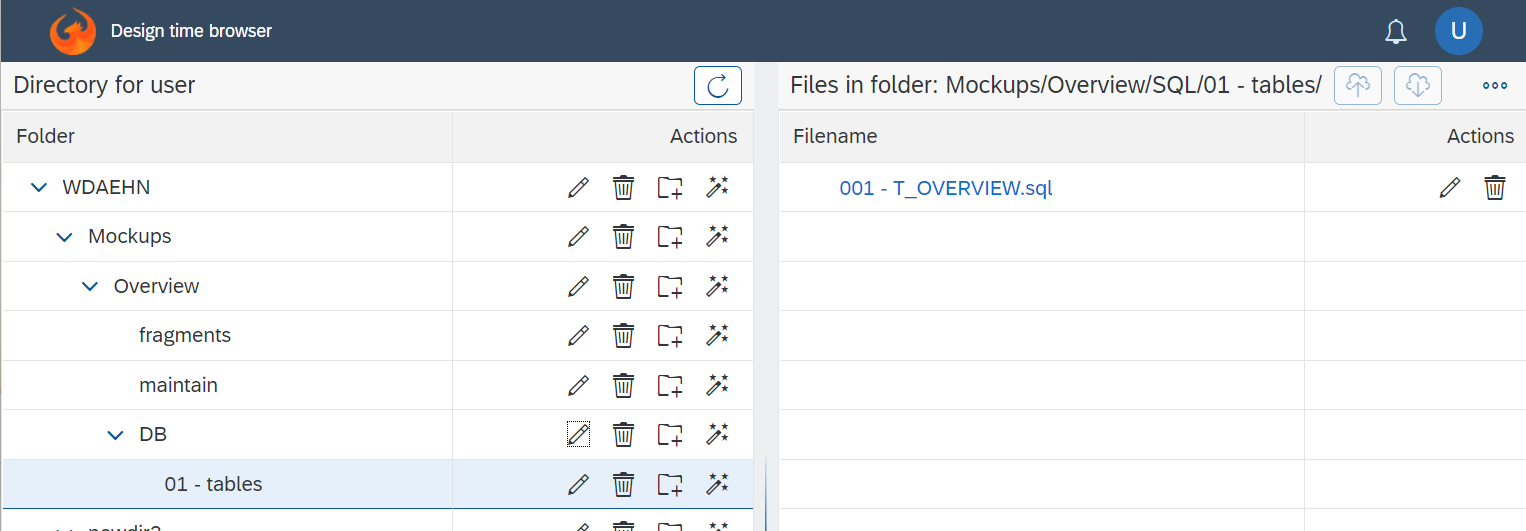 Design time browser
U
Directory for user
Files in folder: Mockups/Overview/SQL/01 - tables/
Folder
Actions
Filename
Actions
WDAEHN
001 - T_OVERVIEW.sql
Mockups
Overview
fragments
maintain
DB
01 - tables